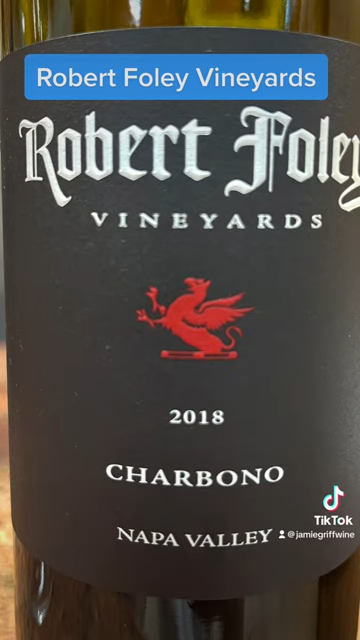 Robert Foley Vineyards
Robert Foley
VINEYARDS
2018
CHARBONO
NAPA VALLEY
TikTok
@jamiegriffwine